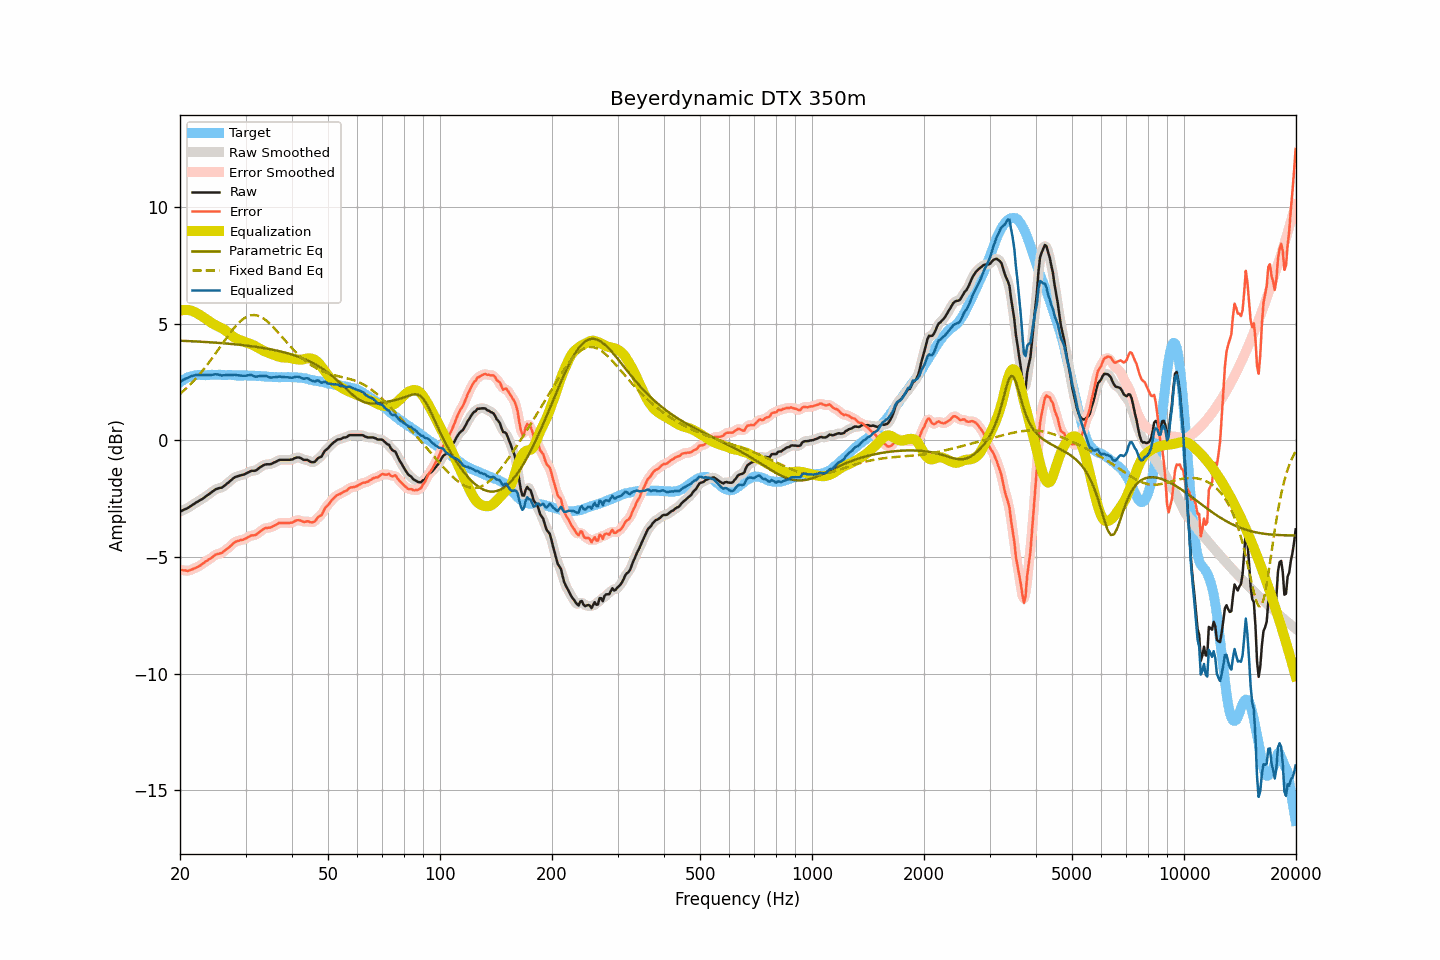 Beyerdynamic DTX 350m
Target
Raw Smoothed
Error Smoothed
Raw
Error
Equalization
Parametric Eq
Fixed Band Eq
Equalized
10
5
0
−5
−10
−15
Amplitude (dBr)
20
50
100
200
500
1000
2000
5000
10000
20000
Frequency (Hz)